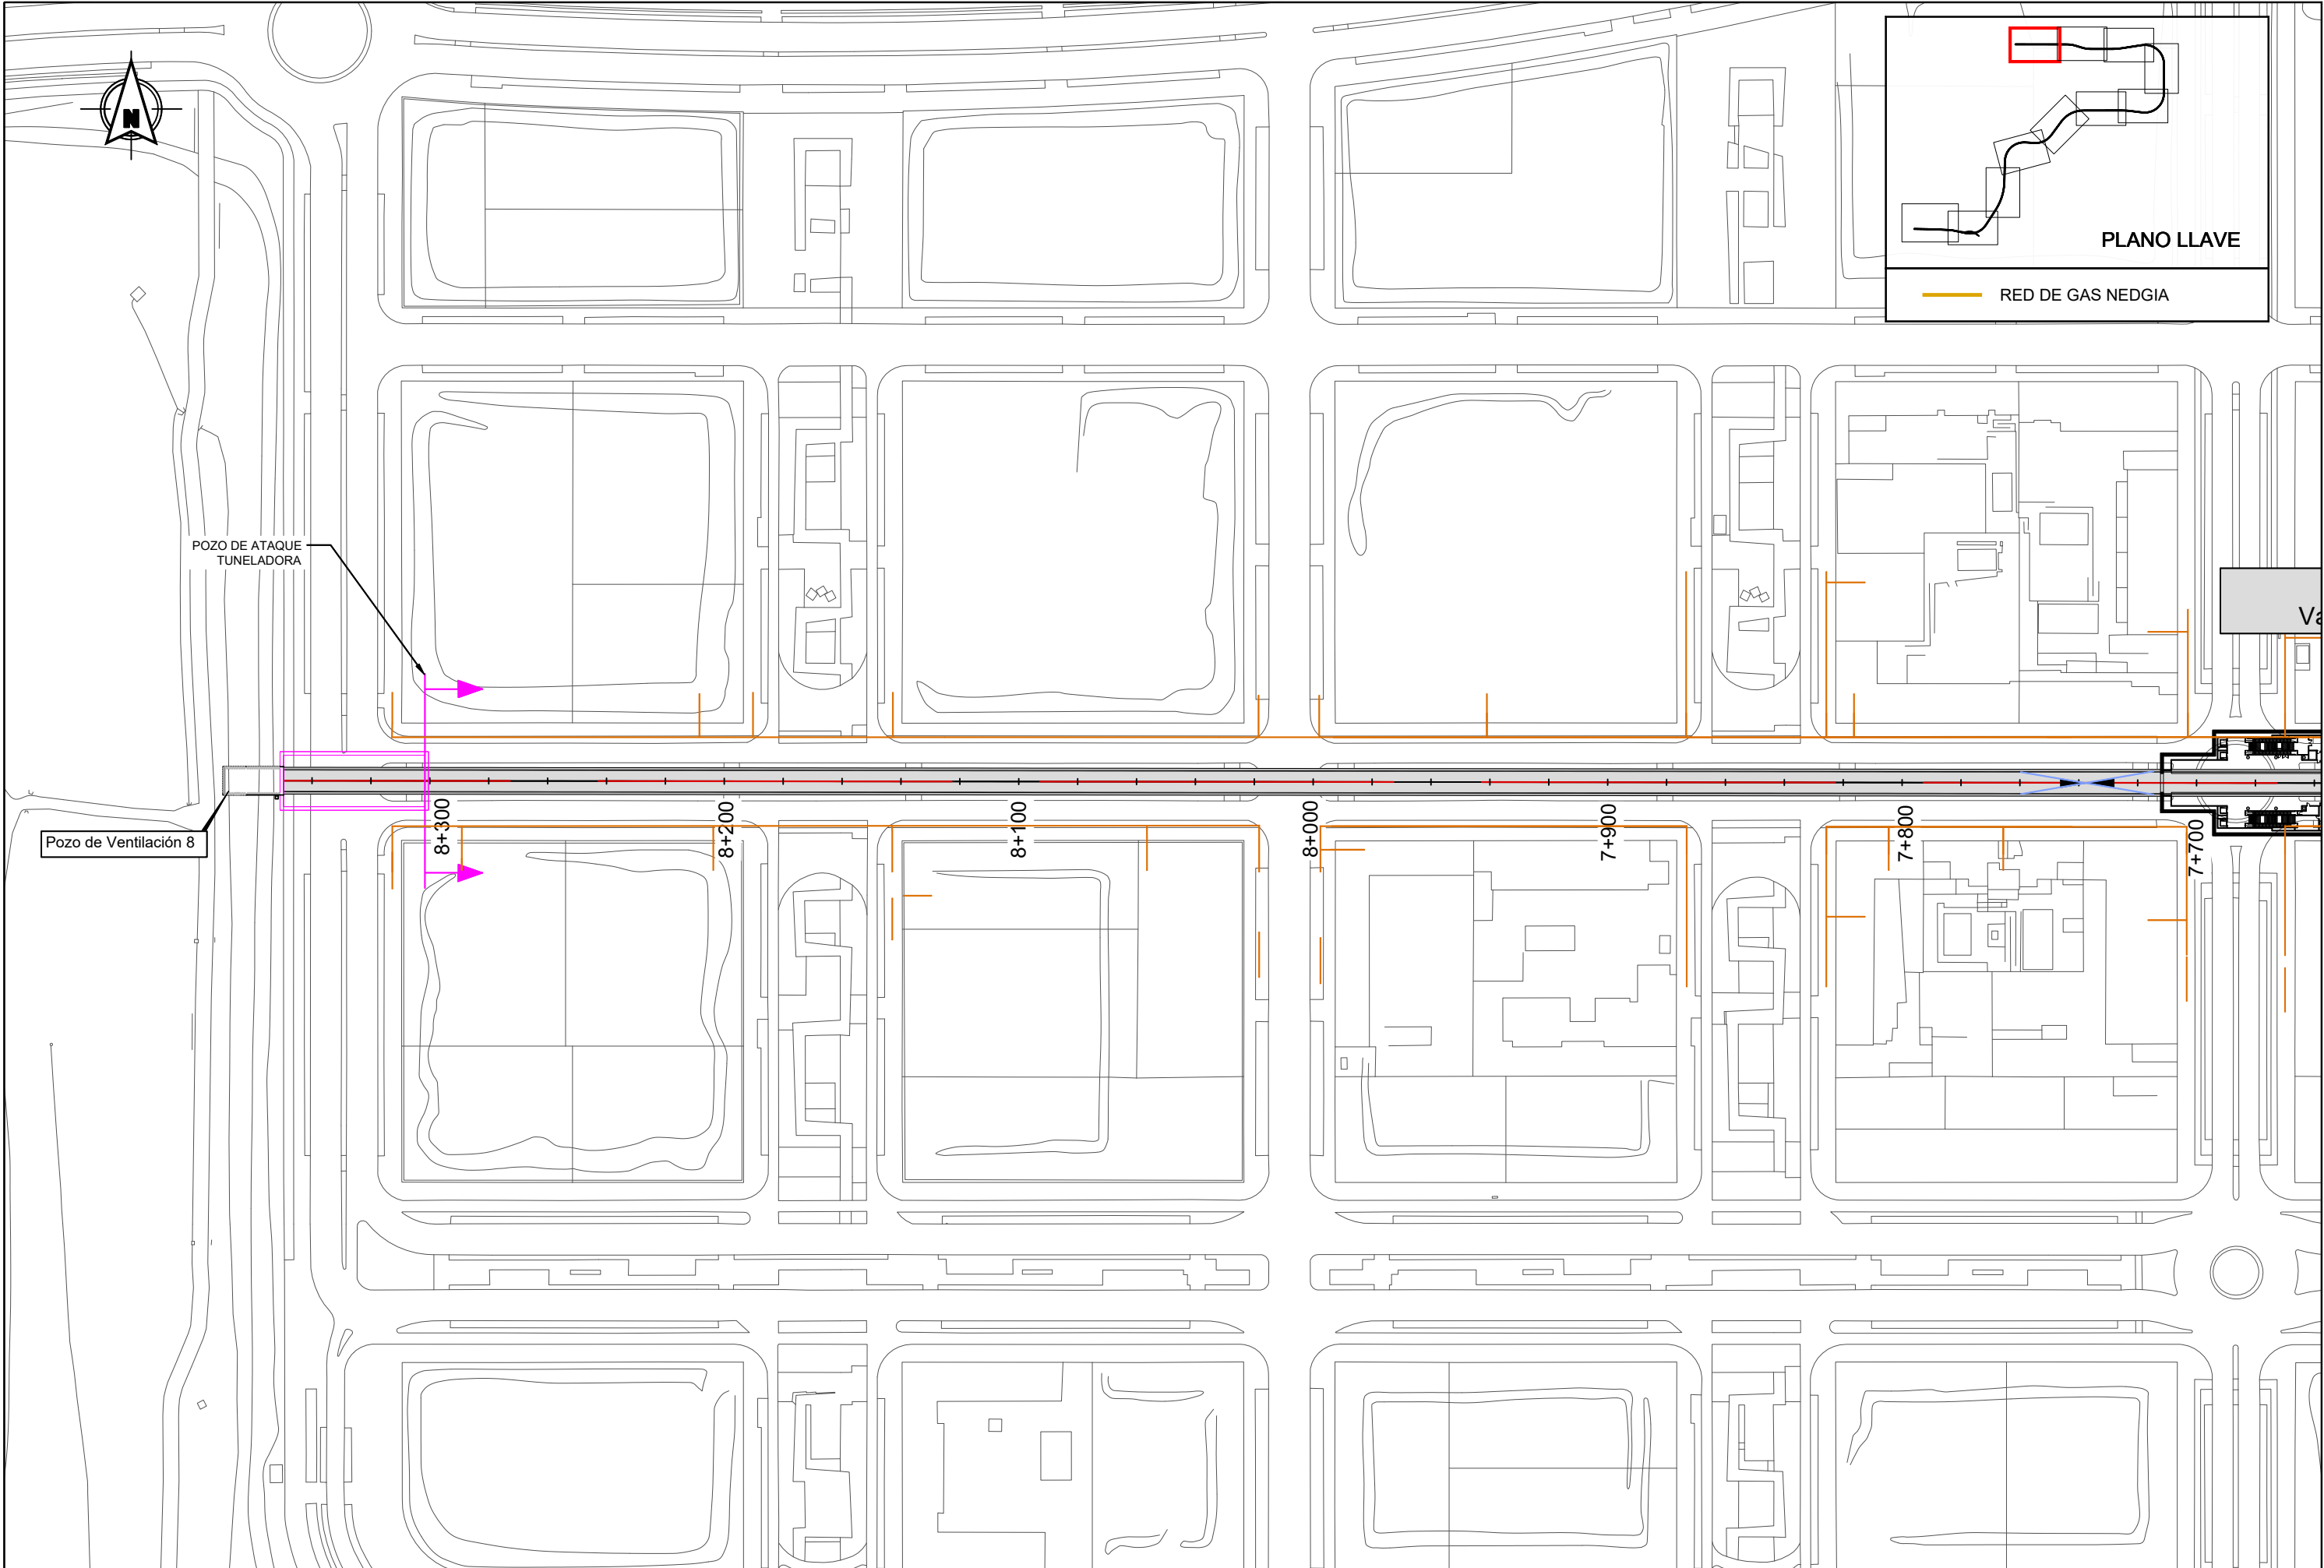 N
PLANO LLAVE
RED DE GAS NEDGIA
POZO DE ATAQUE
TUNELADORA
Va
Pozo de Ventilación 8
8+300
8+200
8+100
8+000
7+900
7+800
7+700